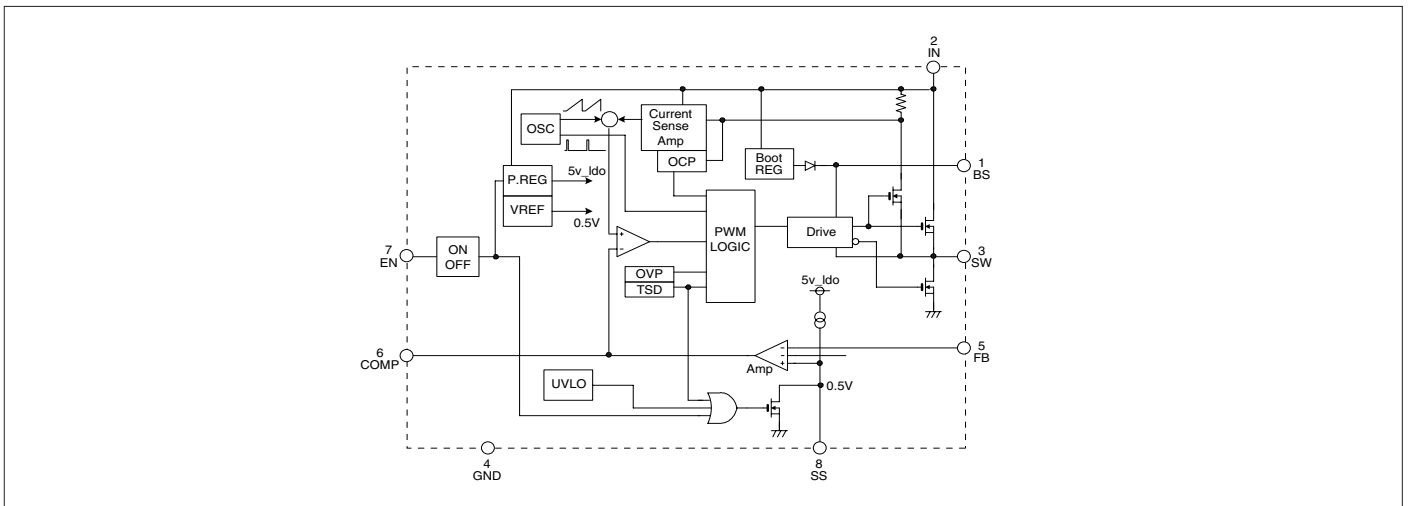 2
IN
OSC
Current
Sense
Amp
OCP
Boot
REG
1
BS
P.REG
5v_ldo
VREF
0.5V
PWM
LOGIC
Drive
7
EN
ON
OFF
+
−
3
SW
OVP
TSD
5v_ldo
6
COMP
Amp
−
−
+
5
FB
UVLO
0.5V
4
GND
8
SS